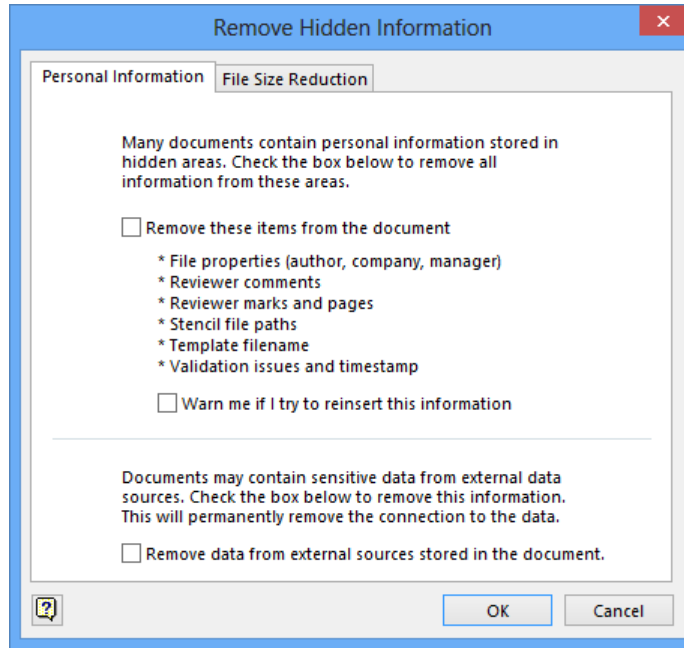 Remove Hidden Information
Personal Information
File Size Reduction
Many documents contain personal information stored in
hidden areas. Check the box below to remove all
information from these areas.
Remove these items from the document
* File properties (author, company, manager)
* Reviewer comments
* Reviewer marks and pages
* Stencil file paths
* Template filename
* Validation issues and timestamp
Warn me if I try to reinsert this information
Documents may contain sensitive data from external data
sources. Check the box below to remove this information.
This will permanently remove the connection to the data.
Remove data from external sources stored in the document.
?
OK
Cancel